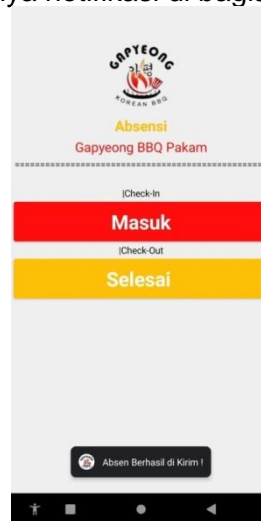 GAPYEONG
KOREAN BBQ
Absensi
Gapyeong BBQ Pakam
|Check-In
Masuk
|Check-Out
Selesai
Absen Berhasil di Kirim !